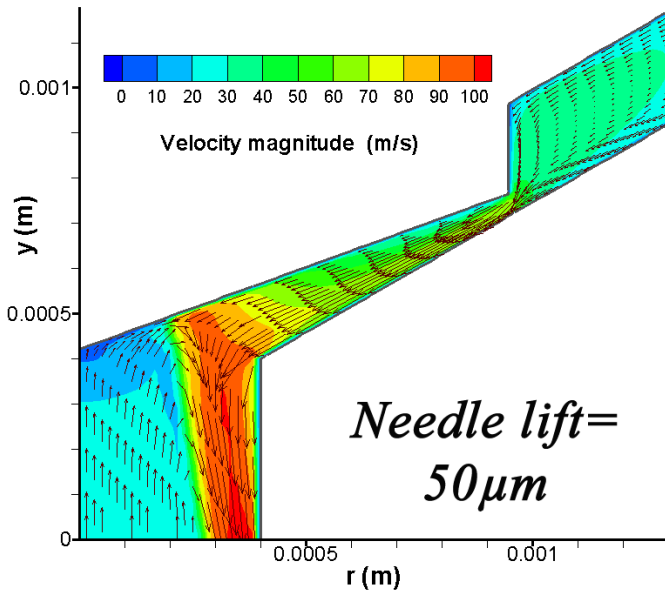 0.001
0 10 20 30 40 50 60 70 80 90 100
Velocity magnitude (m/s)
y (m)
0.0005
Needle lift=
50μm
0
0.0005 0.001
r (m)